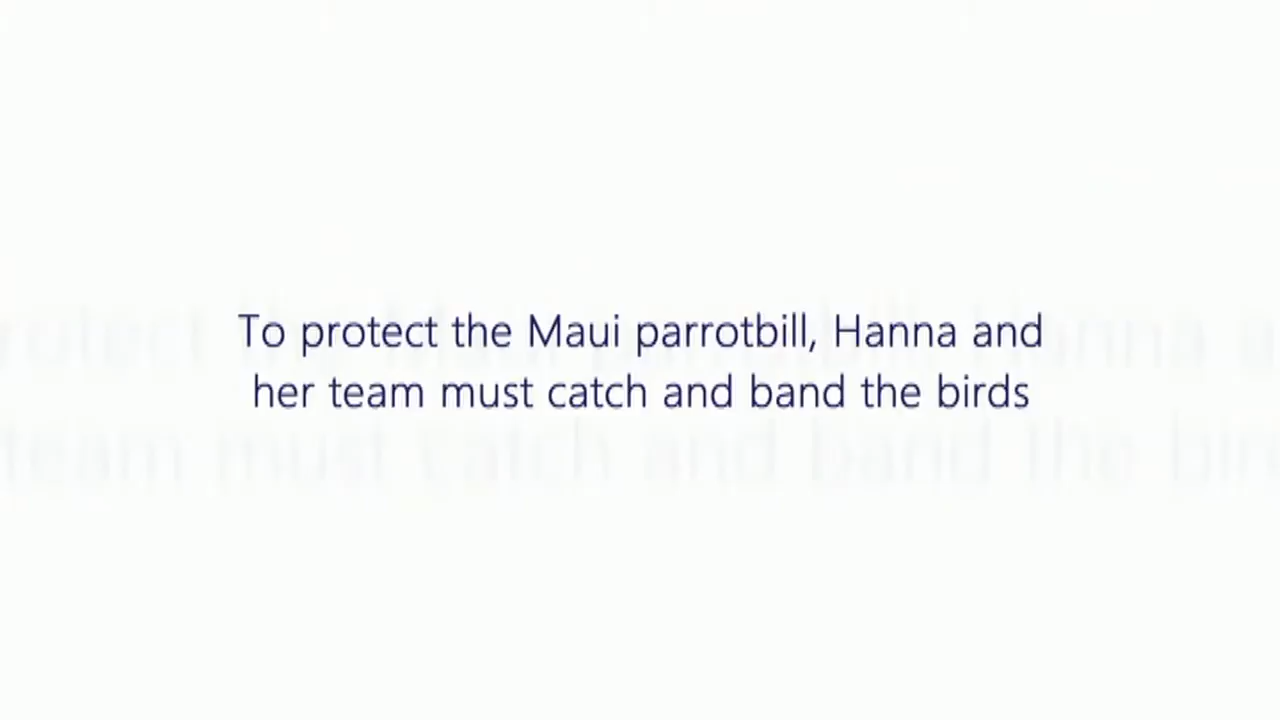 To protect the Maui parrotbill, Hanna and
her team must catch and band the birds